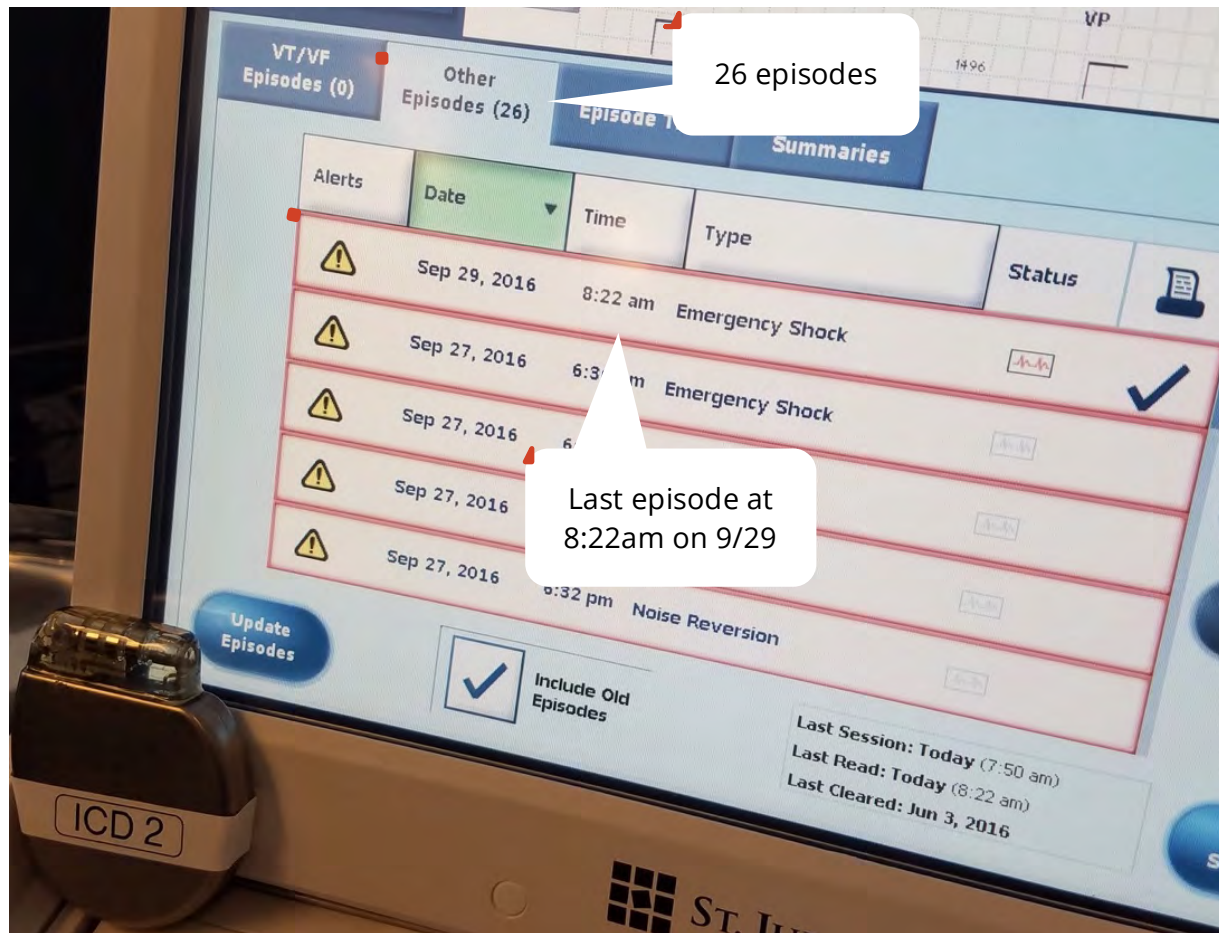 VP
1496
VT/VF
Episodes (0)
Other
Episodes (26)
Episode
Summaries
26 episodes
Alerts
Date
Time
Type
Status
Sep 29, 2016 8:22 am Emergency Shock
Sep 27, 2016 Emergency Shock
Sep 27, 2016
Sep 27, 2016
Sep 27, 2016 6:32 pm Noise Reversion
Last episode at
8:22am on 9/29
Update
Episodes
Include Old
Episodes
Last Session: Today (7:50 am)
Last Read: Today (8:22 am)
Last Cleared: Jun 3, 2016
ICD 2
ST.